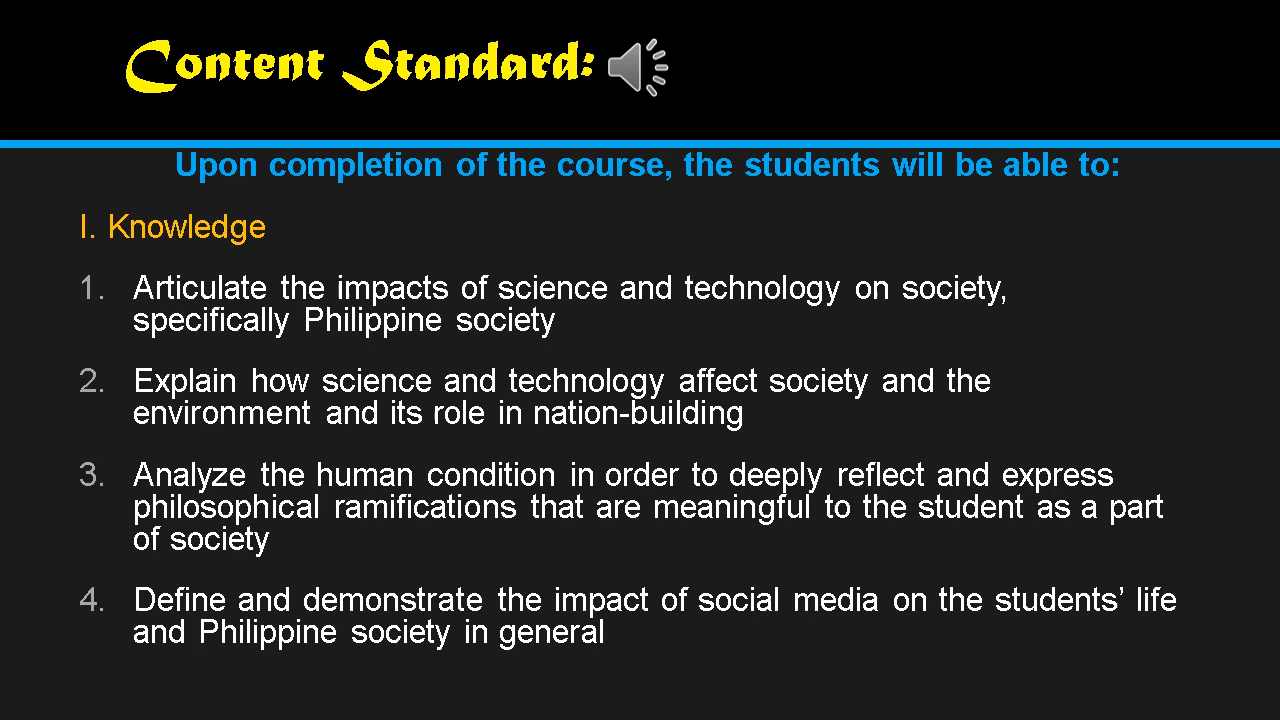 Content Standard:
Upon completion of the course, the students will be able to:
I. Knowledge
1. Articulate the impacts of science and technology on society,
specifically Philippine society
2. Explain how science and technology affect society and the
environment and its role in nation-building
3. Analyze the human condition in order to deeply reflect and express
philosophical ramifications that are meaningful to the student as a part
of society
4. Define and demonstrate the impact of social media on the students’ life
and Philippine society in general